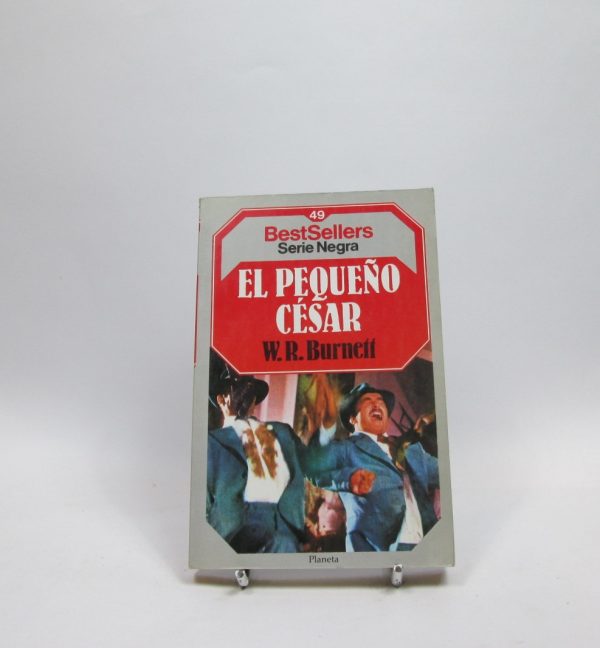 49
BestSellers
Serie Negra
EL PEQUEÑO
CÉSAR
W.R.Burnett
Planeta